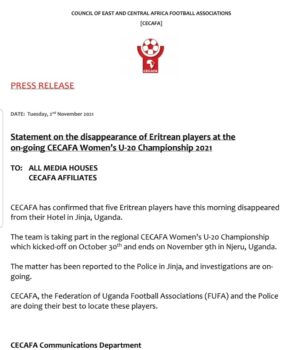 COUNCIL OF EAST AND CENTRAL AFRICA FOOTBALL ASSOCIATIONS
[CECAFA]
CECAFA
PRESS RELEASE
DATE: Tuesday, 2nd November 2021
Statement on the disappearance of Eritrean players at the
on-going CECAFA Women's U-20 Championship 2021
TO: ALL MEDIA HOUSES
CECAFA AFFILIATES
CECAFA has confirmed that five Eritrean players have this morning disappeared
from their Hotel in Jinja, Uganda.
The team is taking part in the regional CECAFA Women's U-20 Championship
which kicked-off on October 30th and ends on November 9th in Njeru, Uganda.
The matter has been reported to the Police in Jinja, and investigations are on-
going.
CECAFA, the Federation of Uganda Football Associations (FUFA) and the Police
are doing their best to locate these players.
CECAFA Communications Department